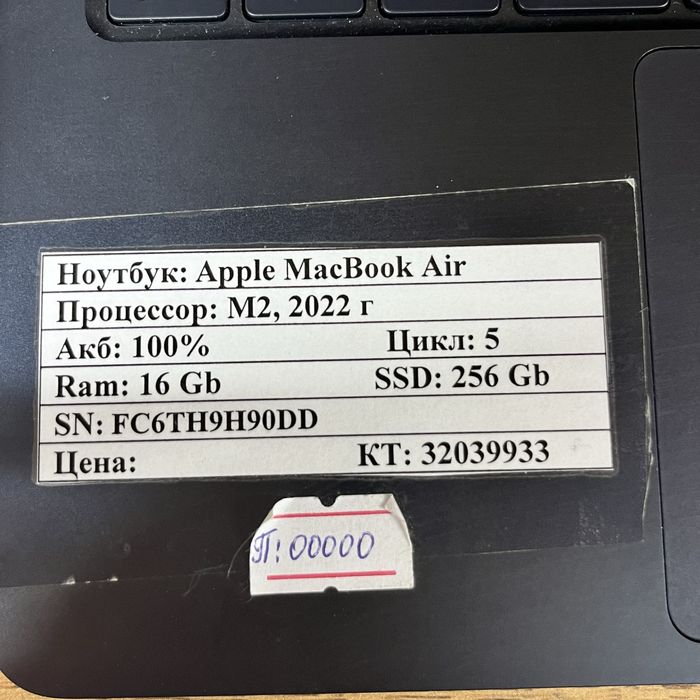 Ноутбук: Apple MacBook Air
Процессор: M2, 2022 г
Акб: 100% Цикл: 5
Ram: 16 Gb SSD: 256 Gb
SN: FC6TH9H90DD
Цена: КТ: 32039933
П: 00000